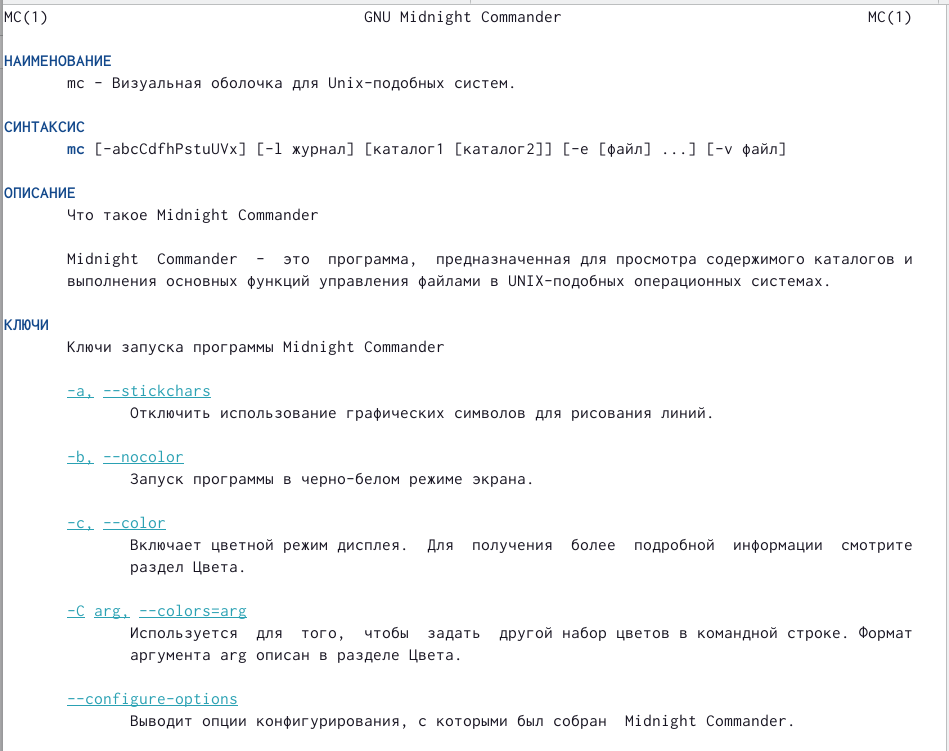 MC(1) GNU Midnight Commander MC(1)
НАИМЕНОВАНИЕ
mc - Визуальная оболочка для Unix-подобных систем.
СИНТАКСИС
mc [-abcCdfhPstuUVx] [-l журнал] [каталог1 [каталог2]] [-e [файл] ...] [-v файл]
ОПИСАНИЕ
Что такое Midnight Commander
Midnight Commander - это программа, предназначенная для просмотра содержимого каталогов и
выполнения основных функций управления файлами в UNIX-подобных операционных системах.
КЛЮЧИ
Ключи запуска программы Midnight Commander
-a, --stickchars
Отключить использование графических символов для рисования линий.
-b, --nocolor
Запуск программы в черно-белом режиме экрана.
-c, --color
Включает цветной режим дисплея. Для получения более подробной информации смотрите
раздел Цвета.
-C arg, --colors=arg
Используется для того, чтобы задать другой набор цветов в командной строке. Формат
аргумента arg описан в разделе Цвета.
--configure-options
Выводит опции конфигурирования, с которыми был собран Midnight Commander.